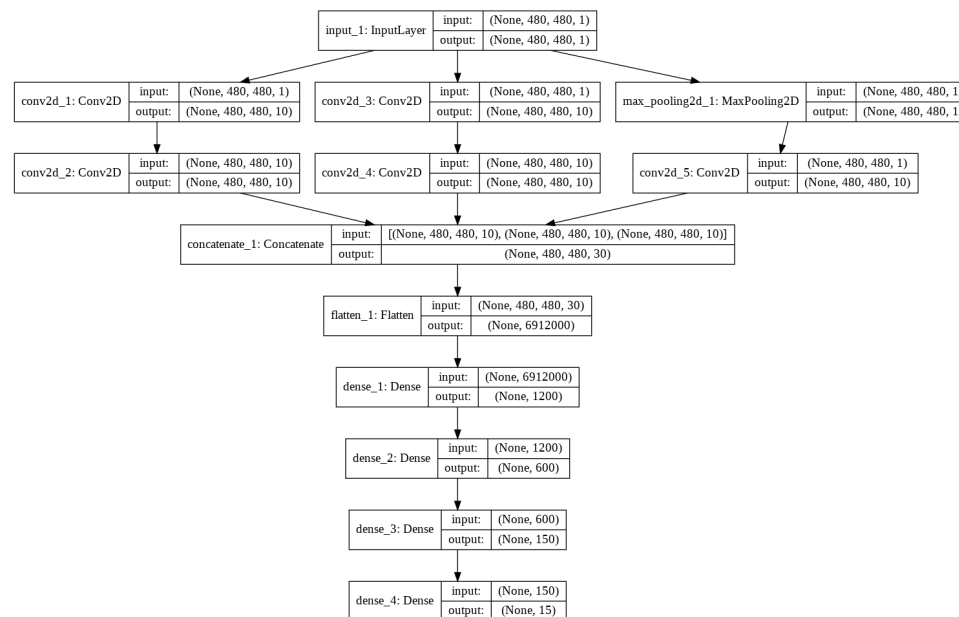 input_1: InputLayer
input: (None, 480, 480, 1)
output: (None, 480, 480, 1)
conv2d_1: Conv2D
input: (None, 480, 480, 1)
output: (None, 480, 480, 10)
conv2d_3: Conv2D
input: (None, 480, 480, 1)
output: (None, 480, 480, 10)
max_pooling2d_1: MaxPooling2D
input: (None, 480, 480, 1
output: (None, 480, 480, 1
conv2d_2: Conv2D
input: (None, 480, 480, 10)
output: (None, 480, 480, 10)
conv2d_4: Conv2D
input: (None, 480, 480, 10)
output: (None, 480, 480, 10)
conv2d_5: Conv2D
input: (None, 480, 480, 1)
output: (None, 480, 480, 10)
concatenate_1: Concatenate
input: [(None, 480, 480, 10), (None, 480, 480, 10), (None, 480, 480, 10)]
output: (None, 480, 480, 30)
flatten_1: Flatten
input: (None, 480, 480, 30)
output: (None, 6912000)
dense_1: Dense
input: (None, 6912000)
output: (None, 1200)
dense_2: Dense
input: (None, 1200)
output: (None, 600)
dense_3: Dense
input: (None, 600)
output: (None, 150)
dense_4: Dense
input: (None, 150)
output: (None, 15)